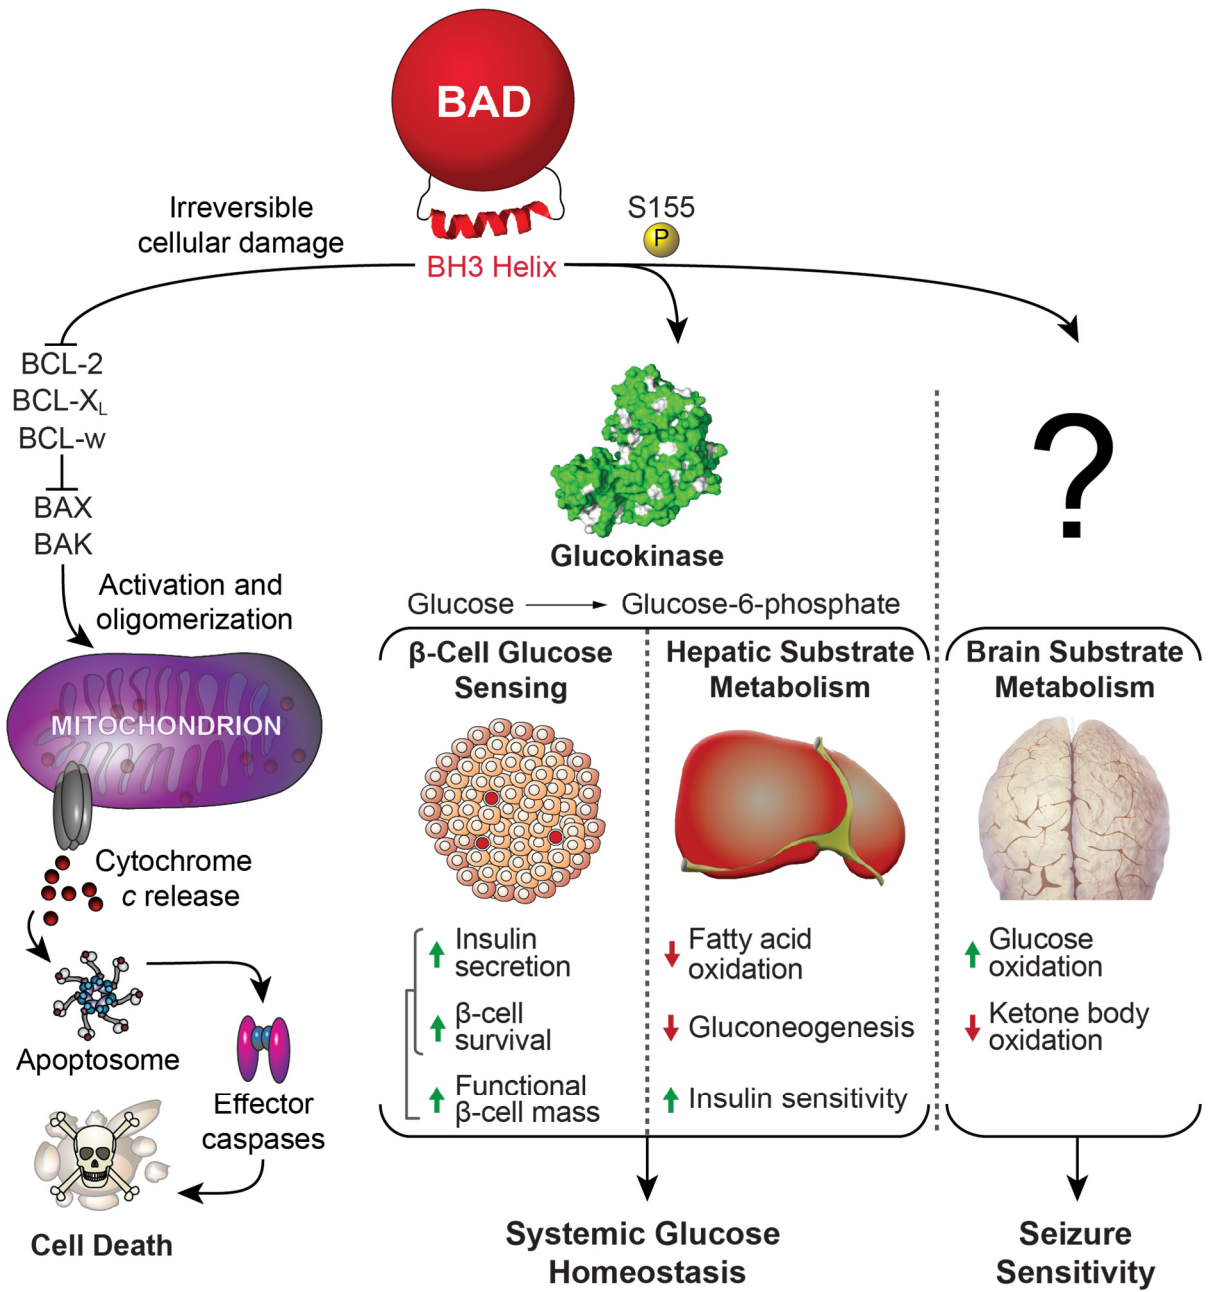 BAD
Irreversible
cellular damage
BH3 Helix
S155
P
BCL-2
BCL-XL
BCL-w
BAX
BAK
Activation and
oligomerization
MITOCHONDRION
Cytochrome
c release
Apoptosome
Effector
caspases
Cell Death
Glucokinase
Glucose
Glucose-6-phosphate
β-Cell Glucose
Sensing
Insulin
secretion
β-cell
survival
Functional
β-cell mass
Hepatic Substrate
Metabolism
Fatty acid
oxidation
Gluconeogenesis
Insulin sensitivity
Systemic Glucose
Homeostasis
?
Brain Substrate
Metabolism
Glucose
oxidation
Ketone body
oxidation
Seizure
Sensitivity